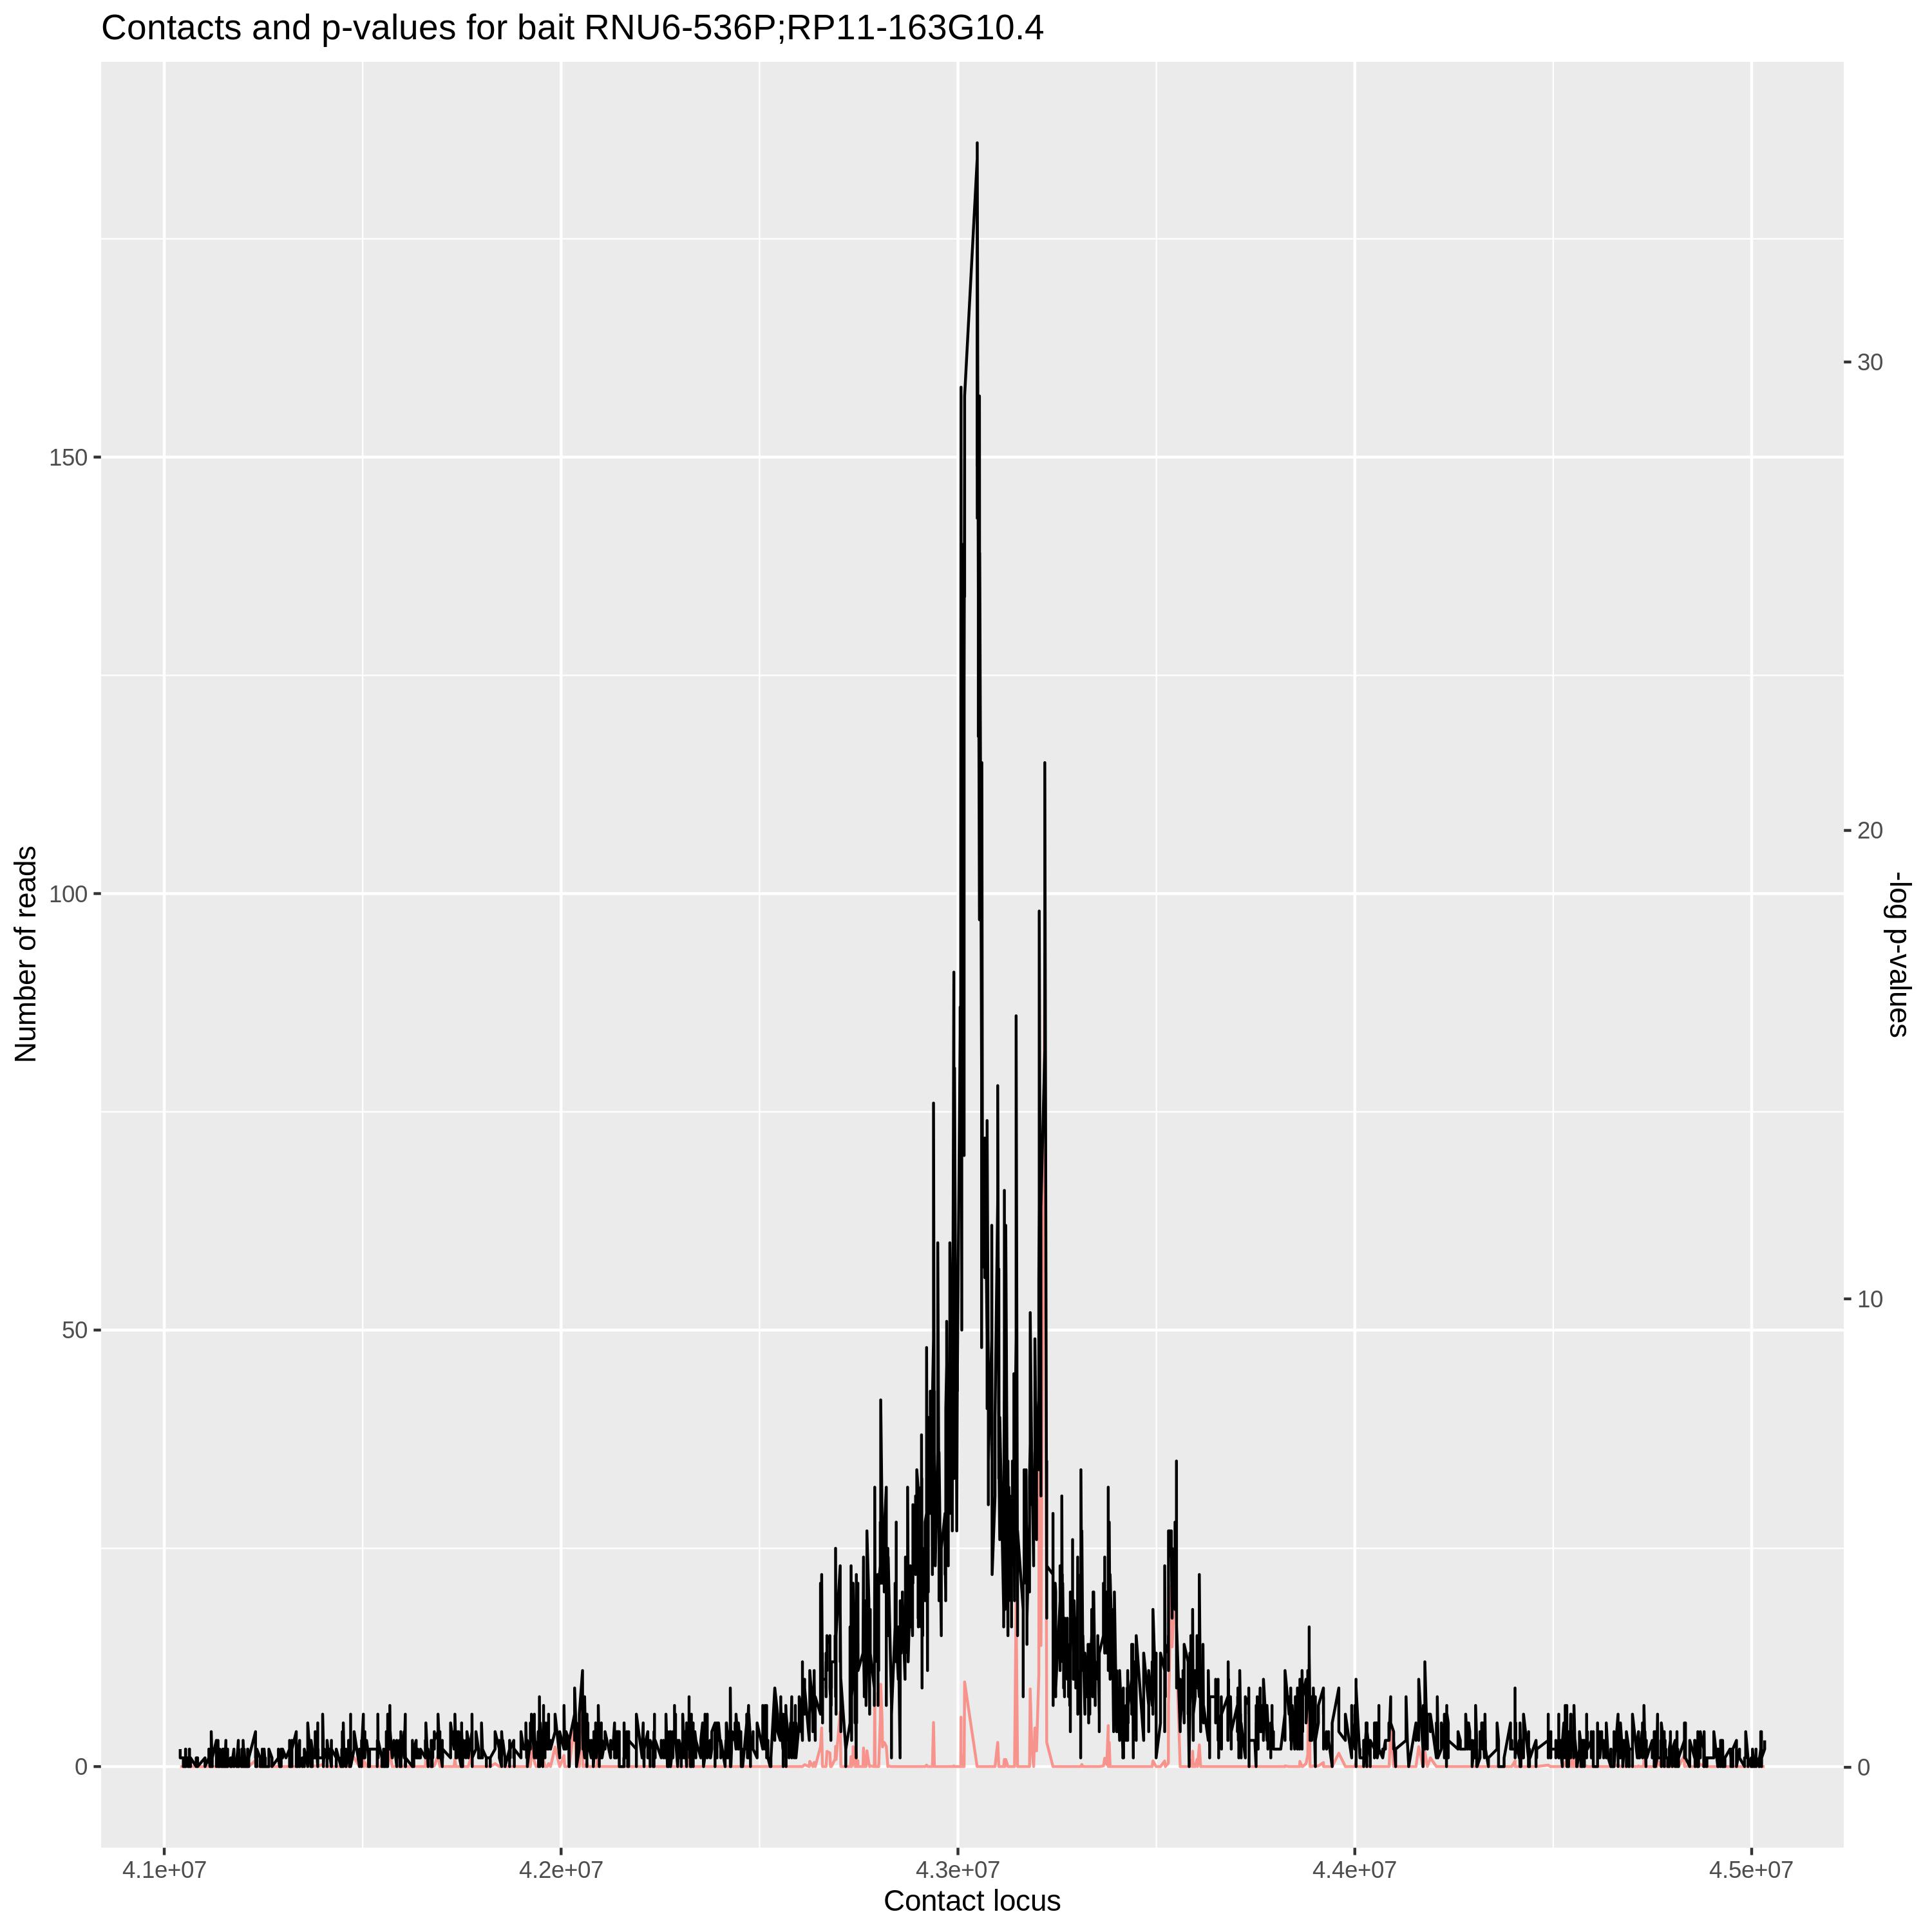 Contacts and p-values for bait RNU6-536P;RP11-163G10.4
Number of reads
150
100
50
0
30
20
10
0
-log p-values
4.1e+07 4.2e+07 4.3e+07 4.4e+07 4.5e+07
Contact locus